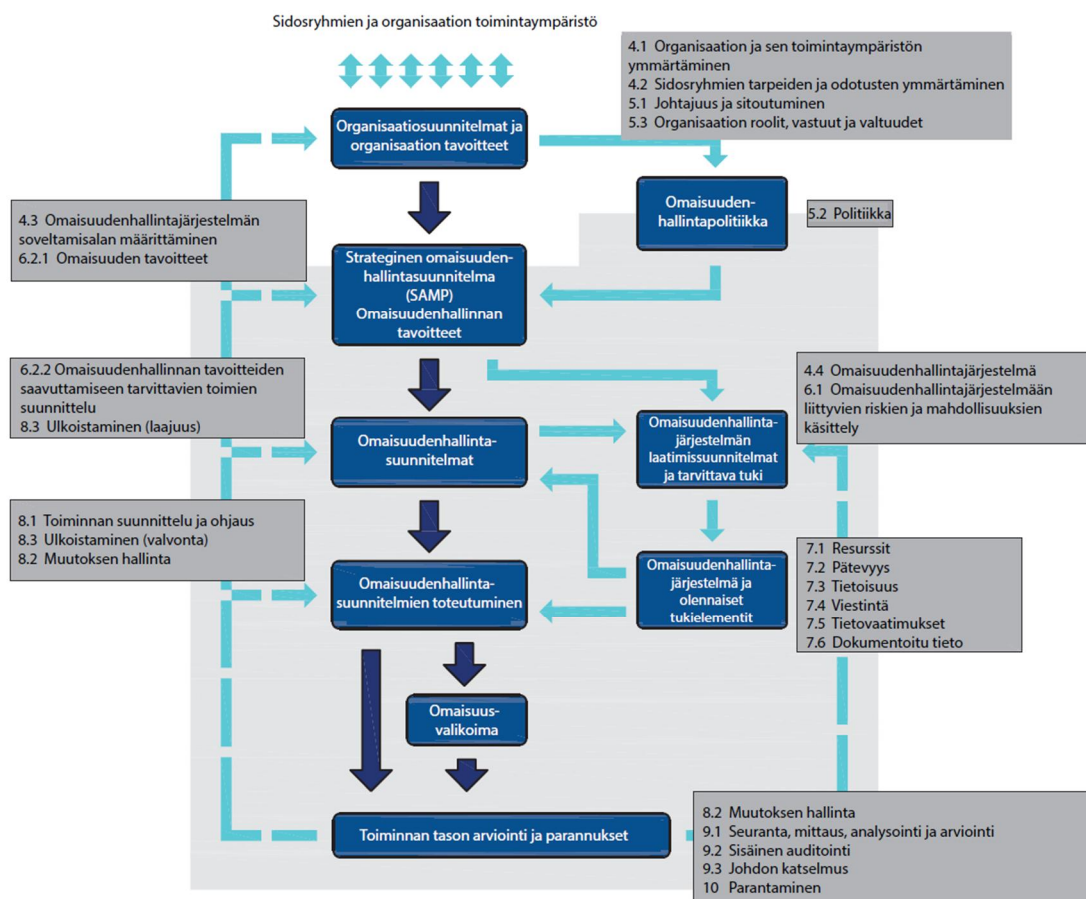 Sidosryhmien ja organisaation toimintaympäristö
4.1 Organisaation ja sen toimintaympäristön
ymmärtäminen
4.2 Sidosryhmien tarpeiden ja odotusten ymmärtäminen
5.1 Johtajuus ja sitoutuminen
5.3 Organisaation roolit, vastuut ja valtuudet
Organisaatiosuunnitelmat ja
organisaation tavoitteet
Omaisuuden-
hallintapolitiikka
5.2 Politiikka
4.3 Omaisuudenhallintajärjestelmän
soveltamisalan määrittäminen
6.2.1 Omaisuuden tavoitteet
Strateginen omaisuuden-
hallintasuunnitelma
(SAMP)
Omaisuudenhallinnan
tavoitteet
6.2.2 Omaisuudenhallinnan tavoitteiden
saavuttamiseen tarvittavien toimien
suunnittelu
8.3 Ulkoistaminen (laajuus)
4.4 Omaisuudenhallintajärjestelmä
6.1 Omaisuudenhallintajärjestelmään
liittyvien riskien ja mahdollisuuksien
käsittely
Omaisuudenhallinta-
suunnitelmat
Omaisuudenhallinta-
järjestelmän
laatimissuunnitelmat
ja tarvittava tuki
8.1 Toiminnan suunnittelu ja ohjaus
8.3 Ulkoistaminen (valvonta)
8.2 Muutoksen hallinta
Omaisuudenhallinta-
suunnitelmien toteutuminen
Omaisuudenhallinta-
järjestelmä ja
olennaiset
tukielementit
7.1 Resurssit
7.2 Pätevyys
7.3 Tietoisuus
7.4 Viestintä
7.5 Tietovaatimukset
7.6 Dokumentoitu tieto
Omaisuus-
valikoima
Toiminnan tason arviointi ja parannukset
8.2 Muutoksen hallinta
9.1 Seuranta, mittaus, analysointi ja arviointi
9.2 Sisäinen auditointi
9.3 Johdon katselmus
10 Parantaminen